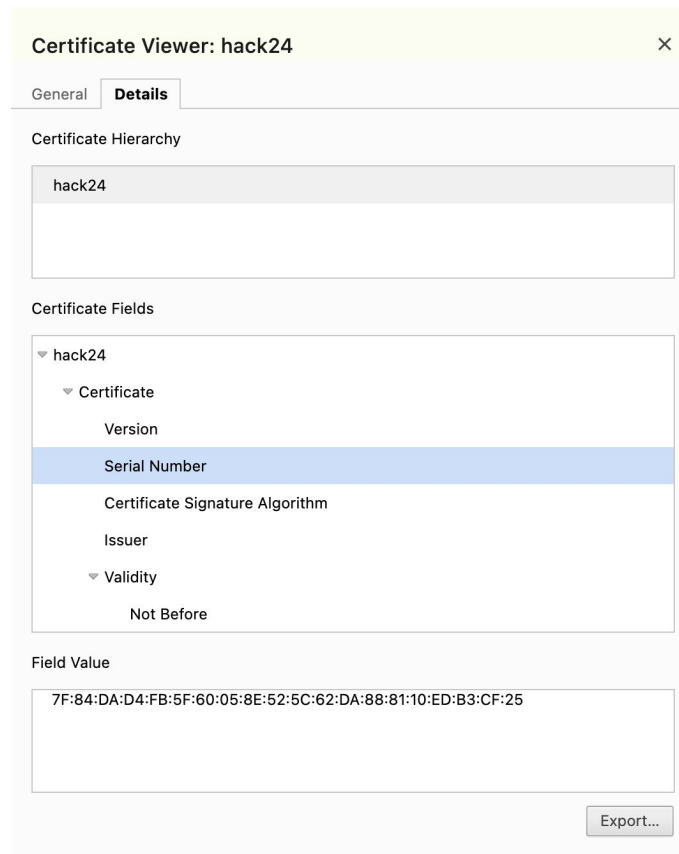 Certificate Viewer: hack24
General Details
Certificate Hierarchy
hack24
Certificate Fields
hack24
Certificate
Version
Serial Number
Certificate Signature Algorithm
Issuer
Validity
Not Before
Field Value
7F:84:DA:D4:FB:5F:60:05:8E:52:5C:62:DA:88:81:10:ED:B3:CF:25
Export...